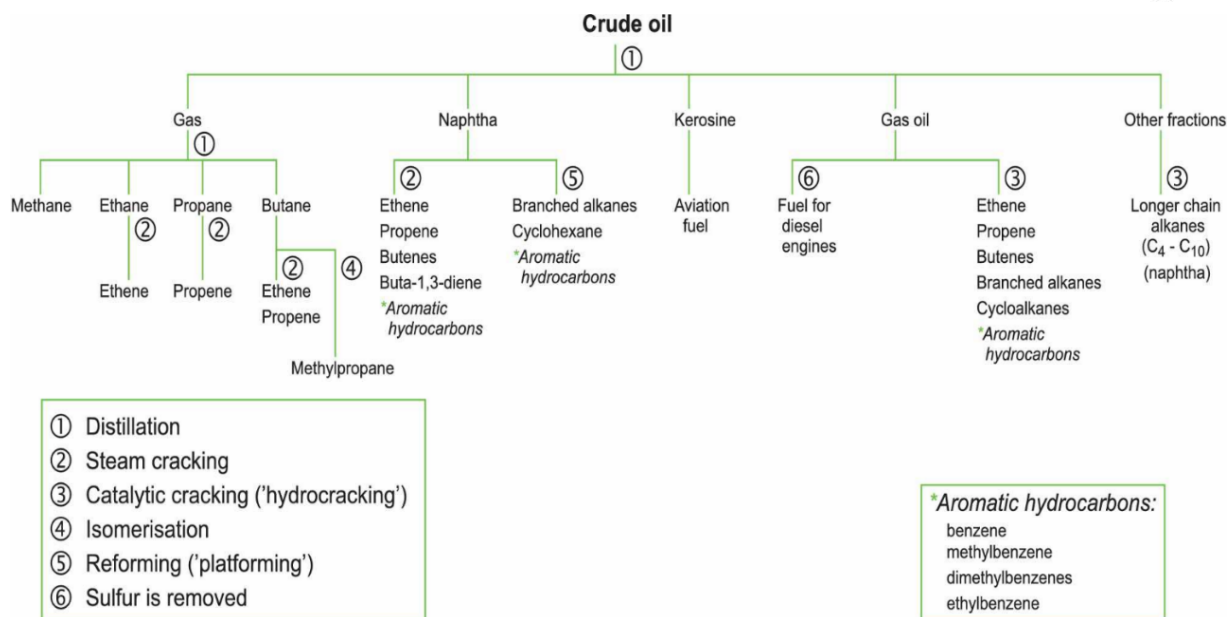 Crude oil
①
Gas
Naphtha
Kerosine
Gas oil
Other fractions
①
②
⑤
⑥
③
③
Methane
Ethane
Propane
Butane
②
②
②
④
Ethene
Propene
Ethene
Propene
Methylpropane
Ethene
Propene
Butenes
Buta-1,3-diene
*Aromatic
hydrocarbons
Branched alkanes
Cyclohexane
*Aromatic
hydrocarbons
Aviation
fuel
Fuel for
diesel
engines
Ethene
Propene
Butenes
Branched alkanes
Cycloalkanes
*Aromatic
hydrocarbons
Longer chain
alkanes
(C₄ - C₁₀)
(naphtha)
① Distillation
② Steam cracking
③ Catalytic cracking ('hydrocracking')
④ Isomerisation
⑤ Reforming ('platforming')
⑥ Sulfur is removed
*Aromatic hydrocarbons:
benzene
methylbenzene
dimethylbenzenes
ethylbenzene